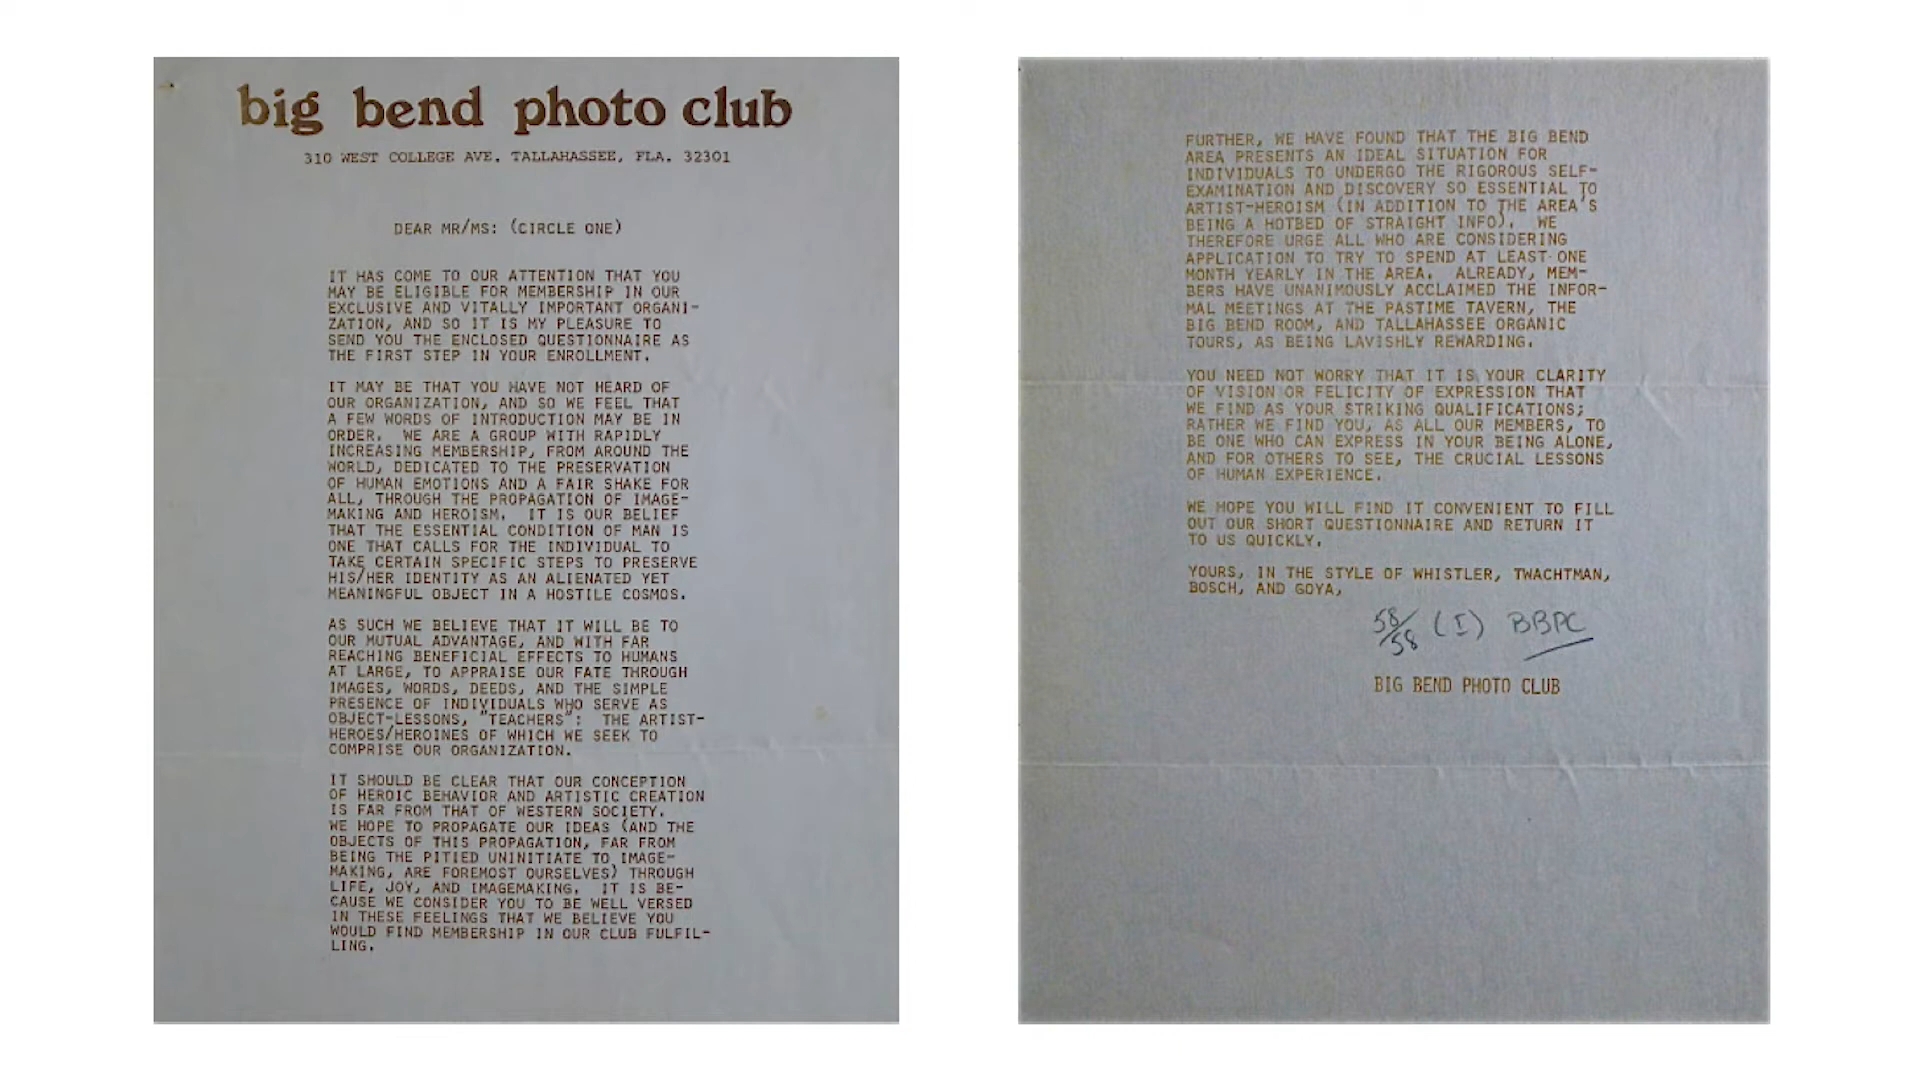 big bend photo club
310 WEST COLLEGE AVE. TALLAHASSEE, FLA. 32301
DEAR MR/MS: (CIRCLE ONE)
IT HAS COME TO OUR ATTENTION THAT YOU
MAY BE ELIGIBLE FOR MEMBERSHIP IN OUR
EXCLUSIVE AND VITALLY IMPORTANT ORGANI-
ZATION, AND SO IT IS MY PLEASURE TO
SEND YOU THE ENCLOSED QUESTIONNAIRE AS
THE FIRST STEP IN YOUR ENROLLMENT.
IT MAY BE THAT YOU HAVE NOT HEARD OF
OUR ORGANIZATION, AND SO WE FEEL THAT
A FEW WORDS OF INTRODUCTION MAY BE IN
ORDER. WE ARE A GROUP WITH RAPIDLY
INCREASING MEMBERSHIP, FROM AROUND THE
WORLD, DEDICATED TO THE PRESERVATION
OF HUMAN EMOTIONS AND A FAIR SHAKE FOR
ALL, THROUGH THE PROPAGATION OF IMAGE-
MAKING AND HEROISM. IT IS OUR BELIEF
THAT THE ESSENTIAL CONDITION OF MAN IS
ONE THAT CALLS FOR THE INDIVIDUAL TO
TAKE CERTAIN SPECIFIC STEPS TO PRESERVE
HIS/HER IDENTITY AS AN ALIENATED YET
MEANINGFUL OBJECT IN A HOSTILE COSMOS.
AS SUCH WE BELIEVE THAT IT WILL BE TO
OUR MUTUAL ADVANTAGE, AND WITH FAR
REACHING BENEFICIAL EFFECTS TO HUMANS
AT LARGE, TO APPRAISE OUR FATE THROUGH
IMAGES, WORDS, DEEDS, AND THE SIMPLE
PRESENCE OF INDIVIDUALS WHO SERVE AS
OBJECT-LESSONS, "TEACHERS": THE ARTIST-
HEROES/HEROINES OF WHICH WE SEEK TO
COMPRISE OUR ORGANIZATION.
IT SHOULD BE CLEAR THAT OUR CONCEPTION
OF HEROIC BEHAVIOR AND ARTISTIC CREATION
IS FAR FROM THAT OF WESTERN SOCIETY.
WE HOPE TO PROPAGATE OUR IDEAS (AND THE
OBJECTS OF THIS PROPAGATION, FAR FROM
BEING THE PITIED UNINITIATE TO IMAGE-
MAKING, ARE FOREMOST OURSELVES) THROUGH
LIFE, JOY, AND IMAGEMAKING. IT IS BE-
CAUSE WE CONSIDER YOU TO BE WELL VERSED
IN THESE FEELINGS THAT WE BELIEVE YOU
WOULD FIND MEMBERSHIP IN OUR CLUB FULFIL-
LING.
FURTHER, WE HAVE FOUND THAT THE BIG BEND
AREA PRESENTS AN IDEAL SITUATION FOR
INDIVIDUALS TO UNDERGO THE RIGOROUS SELF-
EXAMINATION AND DISCOVERY SO ESSENTIAL TO
ARTIST-HEROISM (IN ADDITION TO THE AREA'S
BEING A HOTBED OF STRAIGHT INFO). WE
THEREFORE URGE ALL WHO ARE CONSIDERING
APPLICATION TO TRY TO SPEND AT LEAST ONE
MONTH YEARLY IN THE AREA. ALREADY, MEM-
BERS HAVE UNANIMOUSLY ACCLAIMED THE INFOR-
MAL MEETINGS AT THE PASTIME TAVERN, THE
BIG BEND ROOM, AND TALLAHASSEE ORGANIC
TOURS, AS BEING LAVISHLY REWARDING.
YOU NEED NOT WORRY THAT IT IS YOUR CLARITY
OF VISION OR FELICITY OF EXPRESSION THAT
WE FIND AS YOUR STRIKING QUALIFICATIONS;
RATHER WE FIND YOU, AS ALL OUR MEMBERS, TO
BE ONE WHO CAN EXPRESS IN YOUR BEING ALONE,
AND FOR OTHERS TO SEE, THE CRUCIAL LESSONS
OF HUMAN EXPERIENCE.
WE HOPE YOU WILL FIND IT CONVENIENT TO FILL
OUT OUR SHORT QUESTIONNAIRE AND RETURN IT
TO US QUICKLY.
YOURS, IN THE STYLE OF WHISTLER, TWACHTMAN,
BOSCH, AND GOYA,
58/58 (I) BBPC
BIG BEND PHOTO CLUB